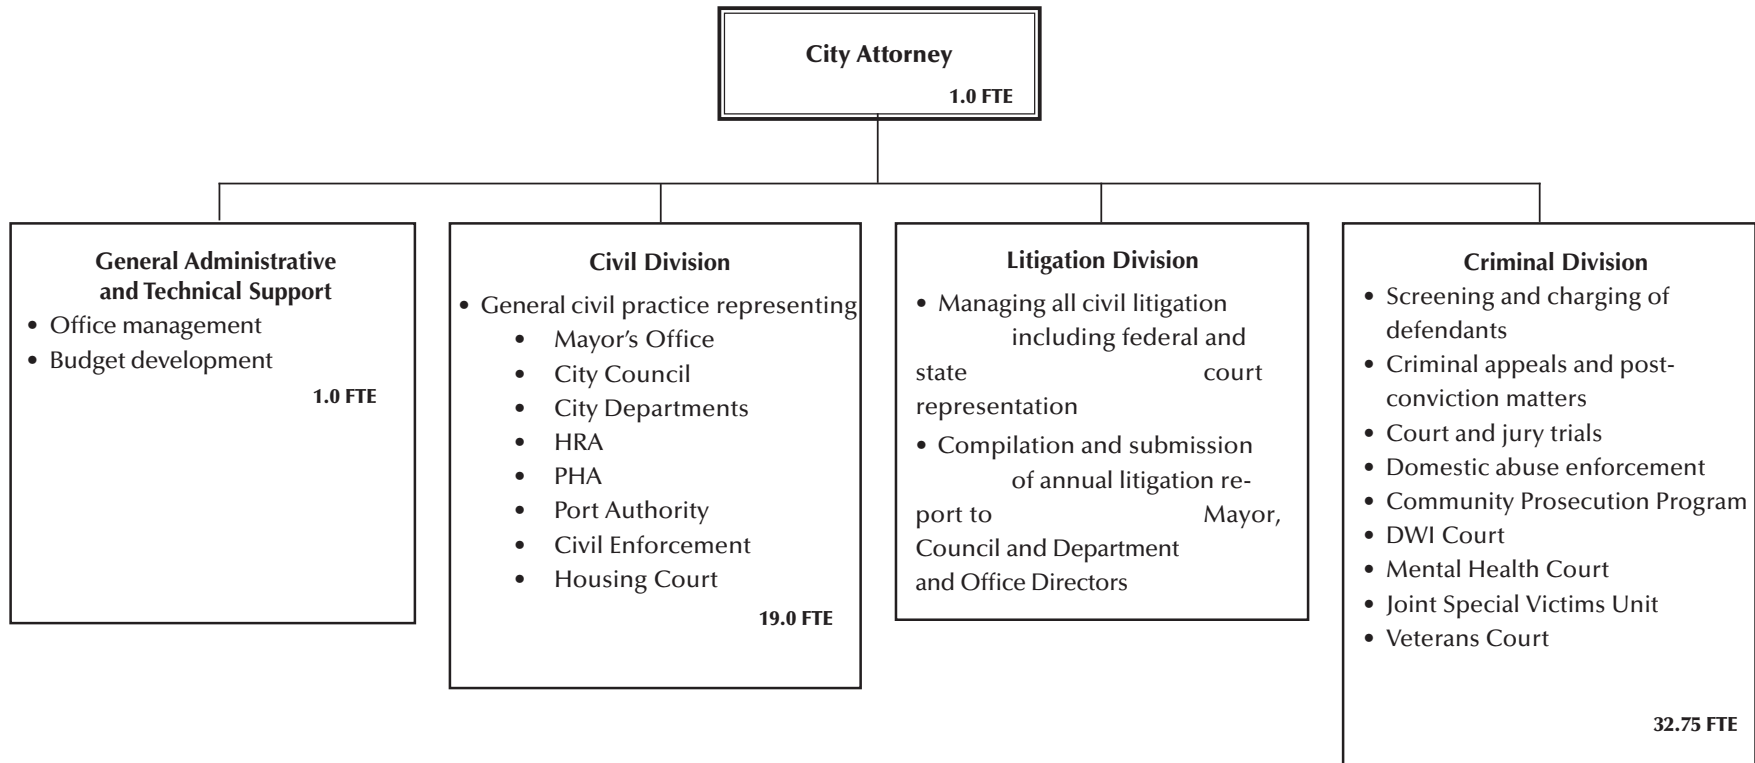 City Attorney
1.0 FTE
General Administrative
and Technical Support
• Office management
• Budget development
1.0 FTE
Civil Division
• General civil practice representing
• Mayor’s Office
• City Council
• City Departments
• HRA
• PHA
• Port Authority
• Civil Enforcement
• Housing Court
19.0 FTE
Litigation Division
• Managing all civil litigation
including federal and
state court
representation
• Compilation and submission
of annual litigation re-
port to Mayor,
Council and Department
and Office Directors
Criminal Division
• Screening and charging of
defendants
• Criminal appeals and post-
conviction matters
• Court and jury trials
• Domestic abuse enforcement
• Community Prosecution Program
• DWI Court
• Mental Health Court
• Joint Special Victims Unit
• Veterans Court
32.75 FTE